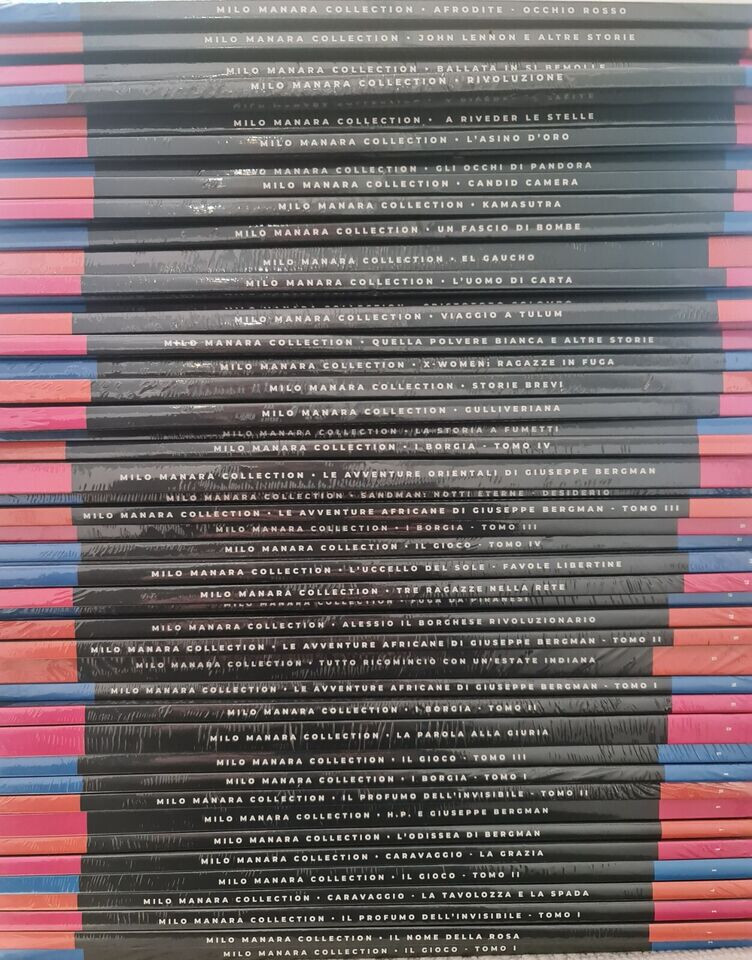 MILO MANARA COLLECTION • AFRODITE - OCCHIO ROSSO
MILO MANARA COLLECTION • JOHN LENNON E ALTRE STORIE
MILO MANARA COLLECTION • BALLATA IN SI BEMOLLE
MILO MANARA COLLECTION • RIVOLUZIONE
MILO MANARA COLLECTION • A RIVEDER LE STELLE
MILO MANARA COLLECTION • L'ASINO D'ORO
MILO MANARA COLLECTION • GLI OCCHI DI PANDORA
MILO MANARA COLLECTION • CANDID CAMERA
MILO MANARA COLLECTION • KAMASUTRA
MILO MANARA COLLECTION • UN FASCIO DI BOMBE
MILO MANARA COLLECTION • EL GAUCHO
MILO MANARA COLLECTION • L'UOMO DI CARTA
MILO MANARA COLLECTION • VIAGGIO A TULUM
MILO MANARA COLLECTION • QUELLA POLVERE BIANCA E ALTRE STORIE
MILO MANARA COLLECTION • X-WOMEN: RAGAZZE IN FUGA
MILO MANARA COLLECTION • STORIE BREVI
MILO MANARA COLLECTION • GULLIVERIANA
MILO MANARA COLLECTION • LA STORIA A FUMETTI
MILO MANARA COLLECTION • I BORGIA - TOMO IV
MILO MANARA COLLECTION • LE AVVENTURE ORIENTALI DI GIUSEPPE BERGMAN
MILO MANARA COLLECTION • SANDMAN: NOTTI ETERNE - DESIDERIO
MILO MANARA COLLECTION • LE AVVENTURE AFRICANE DI GIUSEPPE BERGMAN - TOMO III
MILO MANARA COLLECTION • I BORGIA - TOMO III
MILO MANARA COLLECTION • IL GIOCO - TOMO IV
MILO MANARA COLLECTION • L'UCCELLO DEL SOLE - FAVOLE LIBERTINE
MILO MANARA COLLECTION • TRE RAGAZZE NELLA RETE
MILO MANARA COLLECTION • FUGA DA PIRANESI
MILO MANARA COLLECTION • ALESSIO IL BORGHESE RIVOLUZIONARIO
MILO MANARA COLLECTION • LE AVVENTURE AFRICANE DI GIUSEPPE BERGMAN - TOMO II
MILO MANARA COLLECTION • TUTTO RICOMINCIÒ CON UN'ESTATE INDIANA
MILO MANARA COLLECTION • LE AVVENTURE AFRICANE DI GIUSEPPE BERGMAN - TOMO I
MILO MANARA COLLECTION • I BORGIA - TOMO II
MILO MANARA COLLECTION • LA PAROLA ALLA GIURIA
MILO MANARA COLLECTION • IL GIOCO - TOMO III
MILO MANARA COLLECTION • I BORGIA - TOMO I
MILO MANARA COLLECTION • IL PROFUMO DELL'INVISIBILE - TOMO II
MILO MANARA COLLECTION • H.P. E GIUSEPPE BERGMAN
MILO MANARA COLLECTION • L'ODISSEA DI BERGMAN
MILO MANARA COLLECTION • CARAVAGGIO - LA GRAZIA
MILO MANARA COLLECTION • IL GIOCO - TOMO II
MILO MANARA COLLECTION • CARAVAGGIO - LA TAVOLOZZA E LA SPADA
MILO MANARA COLLECTION • IL PROFUMO DELL'INVISIBILE - TOMO I
MILO MANARA COLLECTION • IL NOME DELLA ROSA
MILO MANARA COLLECTION • IL GIOCO - TOMO I